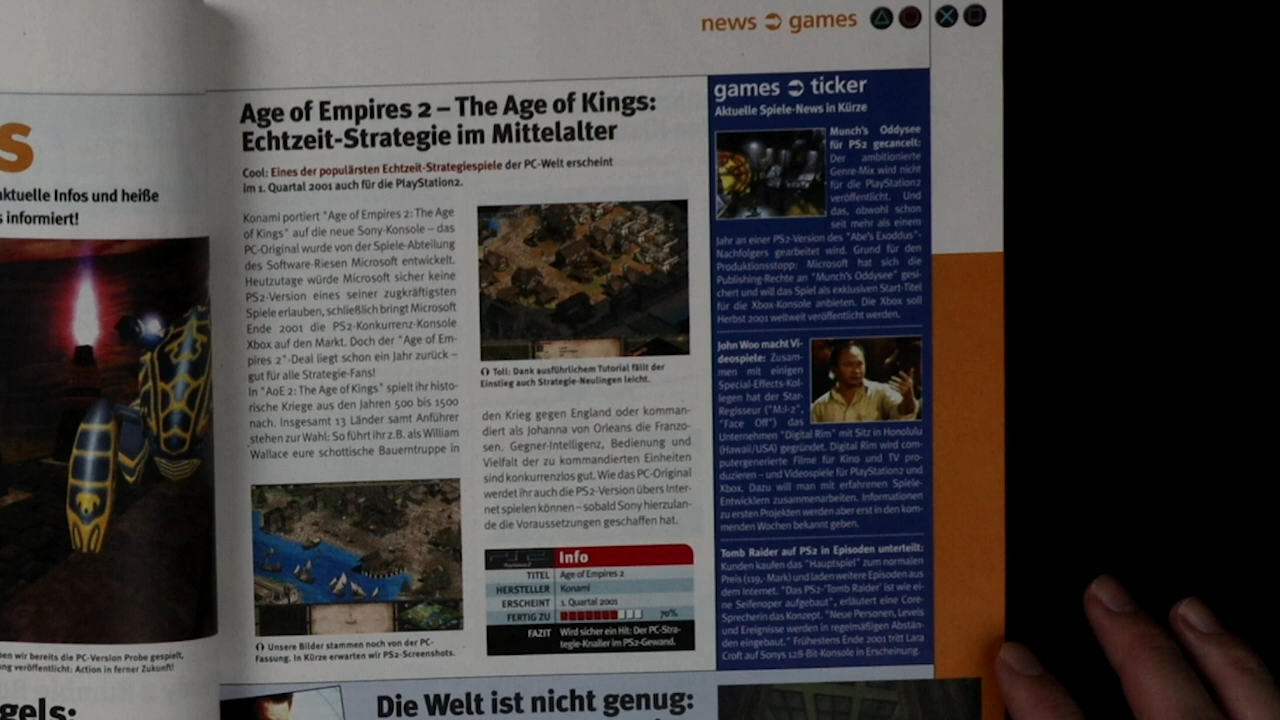 news games
s
aktuelle Infos und heiße
s informiert!
en wir bereits die PC-Version Probe gespielt,
ng veröffentlicht: Action in ferner Zukunft!
gels:
Age of Empires 2 – The Age of Kings:
Echtzeit-Strategie im Mittelalter
Cool: Eines der populärsten Echtzeit-Strategiespiele der PC-Welt erscheint
im 1. Quartal 2001 auch für die PlayStation2.
Konami portiert "Age of Empires 2: The Age
of Kings" auf die neue Sony-Konsole – das
PC-Original wurde von der Spiele-Abteilung
des Software-Riesen Microsoft entwickelt.
Heutzutage würde Microsoft sicher keine
PS2-Version eines seiner zugkräftigsten
Spiele erlauben, schließlich bringt Microsoft
Ende 2001 die PS2-Konkurrenz-Konsole
Xbox auf den Markt. Doch der "Age of Em-
pires 2"-Deal liegt schon ein Jahr zurück –
gut für alle Strategie-Fans!
In "AoE 2: The Age of Kings" spielt ihr histo-
rische Kriege aus den Jahren 500 bis 1500
nach. Insgesamt 13 Länder samt Anführer
stehen zur Wahl: So führt ihr z.B. als William
Wallace eure schottische Bauerntruppe in
Unsere Bilder stammen noch von der PC-
Fassung. In Kürze erwarten wir PS2-Screenshots.
Toll: Dank ausführlichem Tutorial fällt der
Einstieg auch Strategie-Neulingen leicht.
den Krieg gegen England oder komman-
diert als Johanna von Orleans die Franzo-
sen. Gegner-Intelligenz, Bedienung und
Vielfalt der zu kommandierten Einheiten
sind konkurrenzlos gut. Wie das PC-Original
werdet ihr auch die PS2-Version übers Inter-
net spielen können – sobald Sony hierzulan-
de die Voraussetzungen geschaffen hat.
Info
TITEL Age of Empires 2
HERSTELLER Konami
ERSCHEINT 1. Quartal 2001
FERTIG ZU 70%
FAZIT Wird sicher ein Hit: Der PC-Stra-
tegie-Knaller im PS2-Gewand.
games ticker
Aktuelle Spiele-News in Kürze
Munch's Oddysee
für PS2 gecancelt:
Der ambitionierte
Genre-Mix wird nicht
für die PlayStation2
veröffentlicht. Und
das, obwohl schon
seit mehr als einem
Jahr an einer PS2-Version des "Abe's Exoddus"-
Nachfolgers gearbeitet wird. Grund für den
Produktionsstopp: Microsoft hat sich die
Publishing-Rechte an "Munch's Oddysee" gesi-
chert und will das Spiel als exklusiven Start-Titel
für die Xbox-Konsole anbieten. Die Xbox soll
Herbst 2001 weltweit veröffentlicht werden.
John Woo macht Vi-
deospiele: Zusam-
men mit einigen
Special-Effects-Kol-
legen hat der Star-
Regisseur ("M:I-2",
"Face Off") das
Unternehmen "Digital Rim" mit Sitz in Honolulu
(Hawaii/USA) gegründet. Digital Rim wird com-
putergenerierte Filme für Kino und TV pro-
duzieren – und Videospiele für PlayStation2 und
Xbox. Dazu will man mit erfahrenen Spiele-
Entwicklern zusammenarbeiten. Informationen
zu ersten Projekten werden aber erst in den kom-
menden Wochen bekannt geben.
Tomb Raider auf PS2 in Episoden unterteilt:
Kunden kaufen das "Hauptspiel" zum normalen
Preis (119,- Mark) und laden weitere Episoden aus
dem Internet. "Das PS2-'Tomb Raider' ist wie ei-
ne Seifenoper aufgebaut", erläutert eine Core-
Sprecherin das Konzept. "Neue Personen, Levels
und Ereignisse werden in regelmäßigen Abstän-
den eingebaut." Frühestens Ende 2001 tritt Lara
Croft auf Sonys 128-Bit-Konsole in Erscheinung.
Die Welt ist nicht genug: